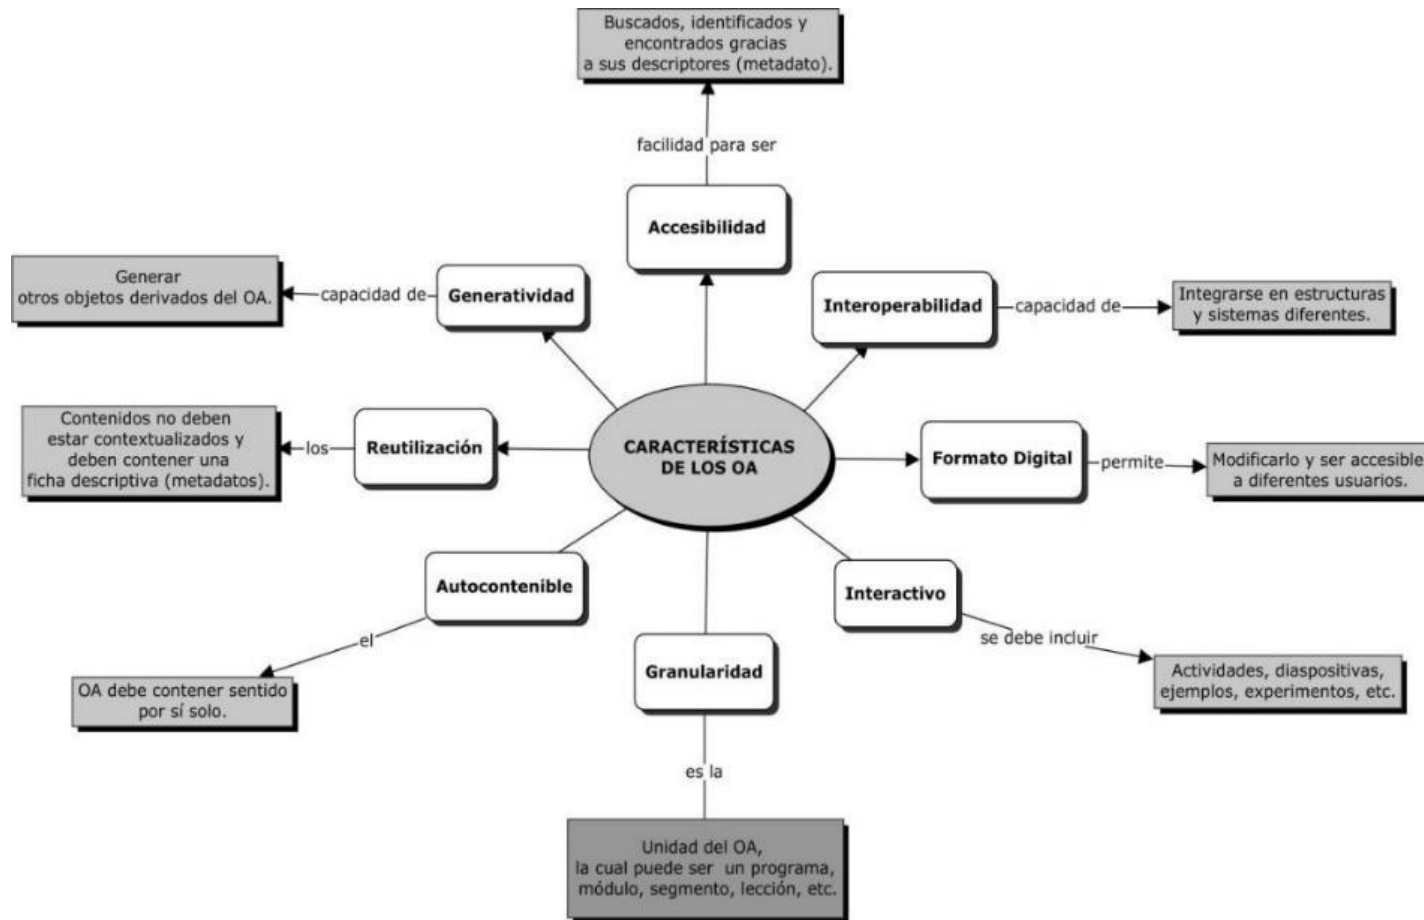 Buscados, identificados y
encontrados gracias
a sus descriptores (metadato).
facilidad para ser
Accesibilidad
Generar
otros objetos derivados del OA.
capacidad de
Generatividad
Interoperabilidad
capacidad de
Integrarse en estructuras
y sistemas diferentes.
Contenidos no deben
estar contextualizados y
deben contener una
ficha descriptiva (metadatos).
los
Reutilización
CARACTERÍSTICAS
DE LOS OA
Formato Digital
permite
Modificarlo y ser accesible
a diferentes usuarios.
Autocontenible
el
OA debe contener sentido
por sí solo.
Interactivo
se debe incluir
Actividades, diaspositivas,
ejemplos, experimentos, etc.
Granularidad
es la
Unidad del OA,
la cual puede ser un programa,
módulo, segmento, lección, etc.